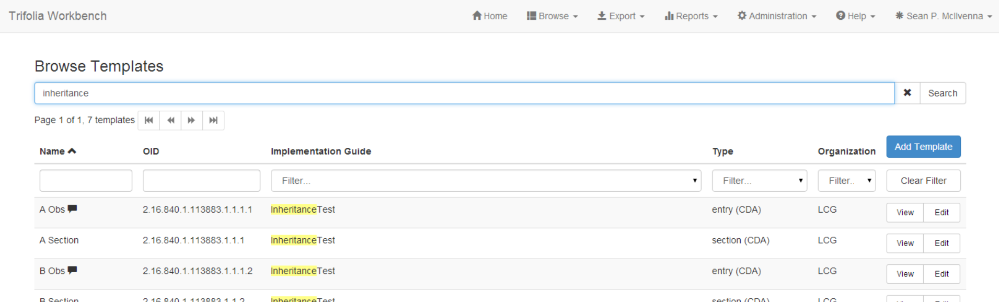 Trifolia Workbench Home Browse Export Reports Administration Help Sean P. McIlvenna
Browse Templates
inheritance Search
Page 1 of 1, 7 templates
Name OID Implementation Guide Type Organization Add Template
Filter... Filter... Filter.. Clear Filter
A Obs 2.16.840.1.113883.1.1.1.1 InheritanceTest entry (CDA) LCG View Edit
A Section 2.16.840.1.113883.1.1.1 InheritanceTest section (CDA) LCG View Edit
B Obs 2.16.840.1.113883.1.1.1.2 InheritanceTest entry (CDA) LCG View Edit
B Section 2.16.840.1.113883.1.1.2 InheritanceTest section (CDA) LCG